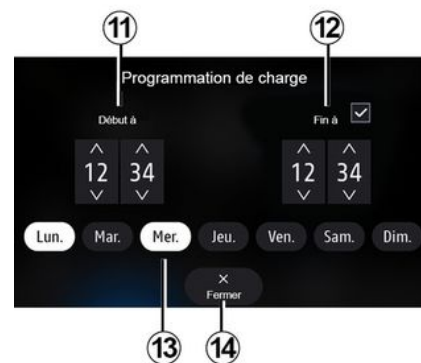 11 12
Programmation de charge
Début à Fin à
12 34 12 34
Lun. Mar. Mer. Jeu. Ven. Sam. Dim.
×
Fermer
13 14